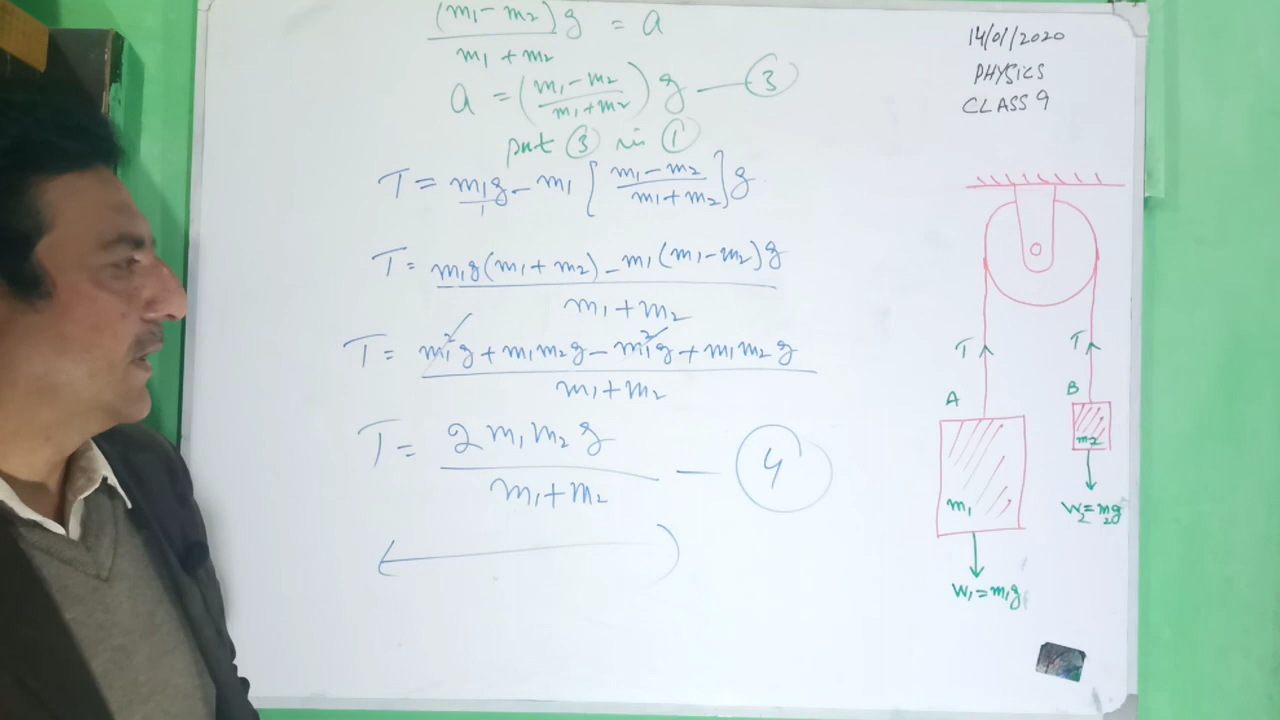 (m₁ - m₂)g / m₁ + m₂ = a
a = (m₁ - m₂ / m₁ + m₂) g — ③
put ③ in ①
T = m₁g/1 - m₁ [m₁ - m₂ / m₁ + m₂] g
T = m₁g(m₁ + m₂) - m₁(m₁ - m₂)g / m₁ + m₂
T = m₁²g + m₁m₂g - m₁²g + m₁m₂g / m₁ + m₂
T = 2m₁m₂g / m₁ + m₂ — ④
14/01/2020
PHYSICS
CLASS 9
T
T
A
B
m₂
m₁
W₂ = m₂g
W₁ = m₁g